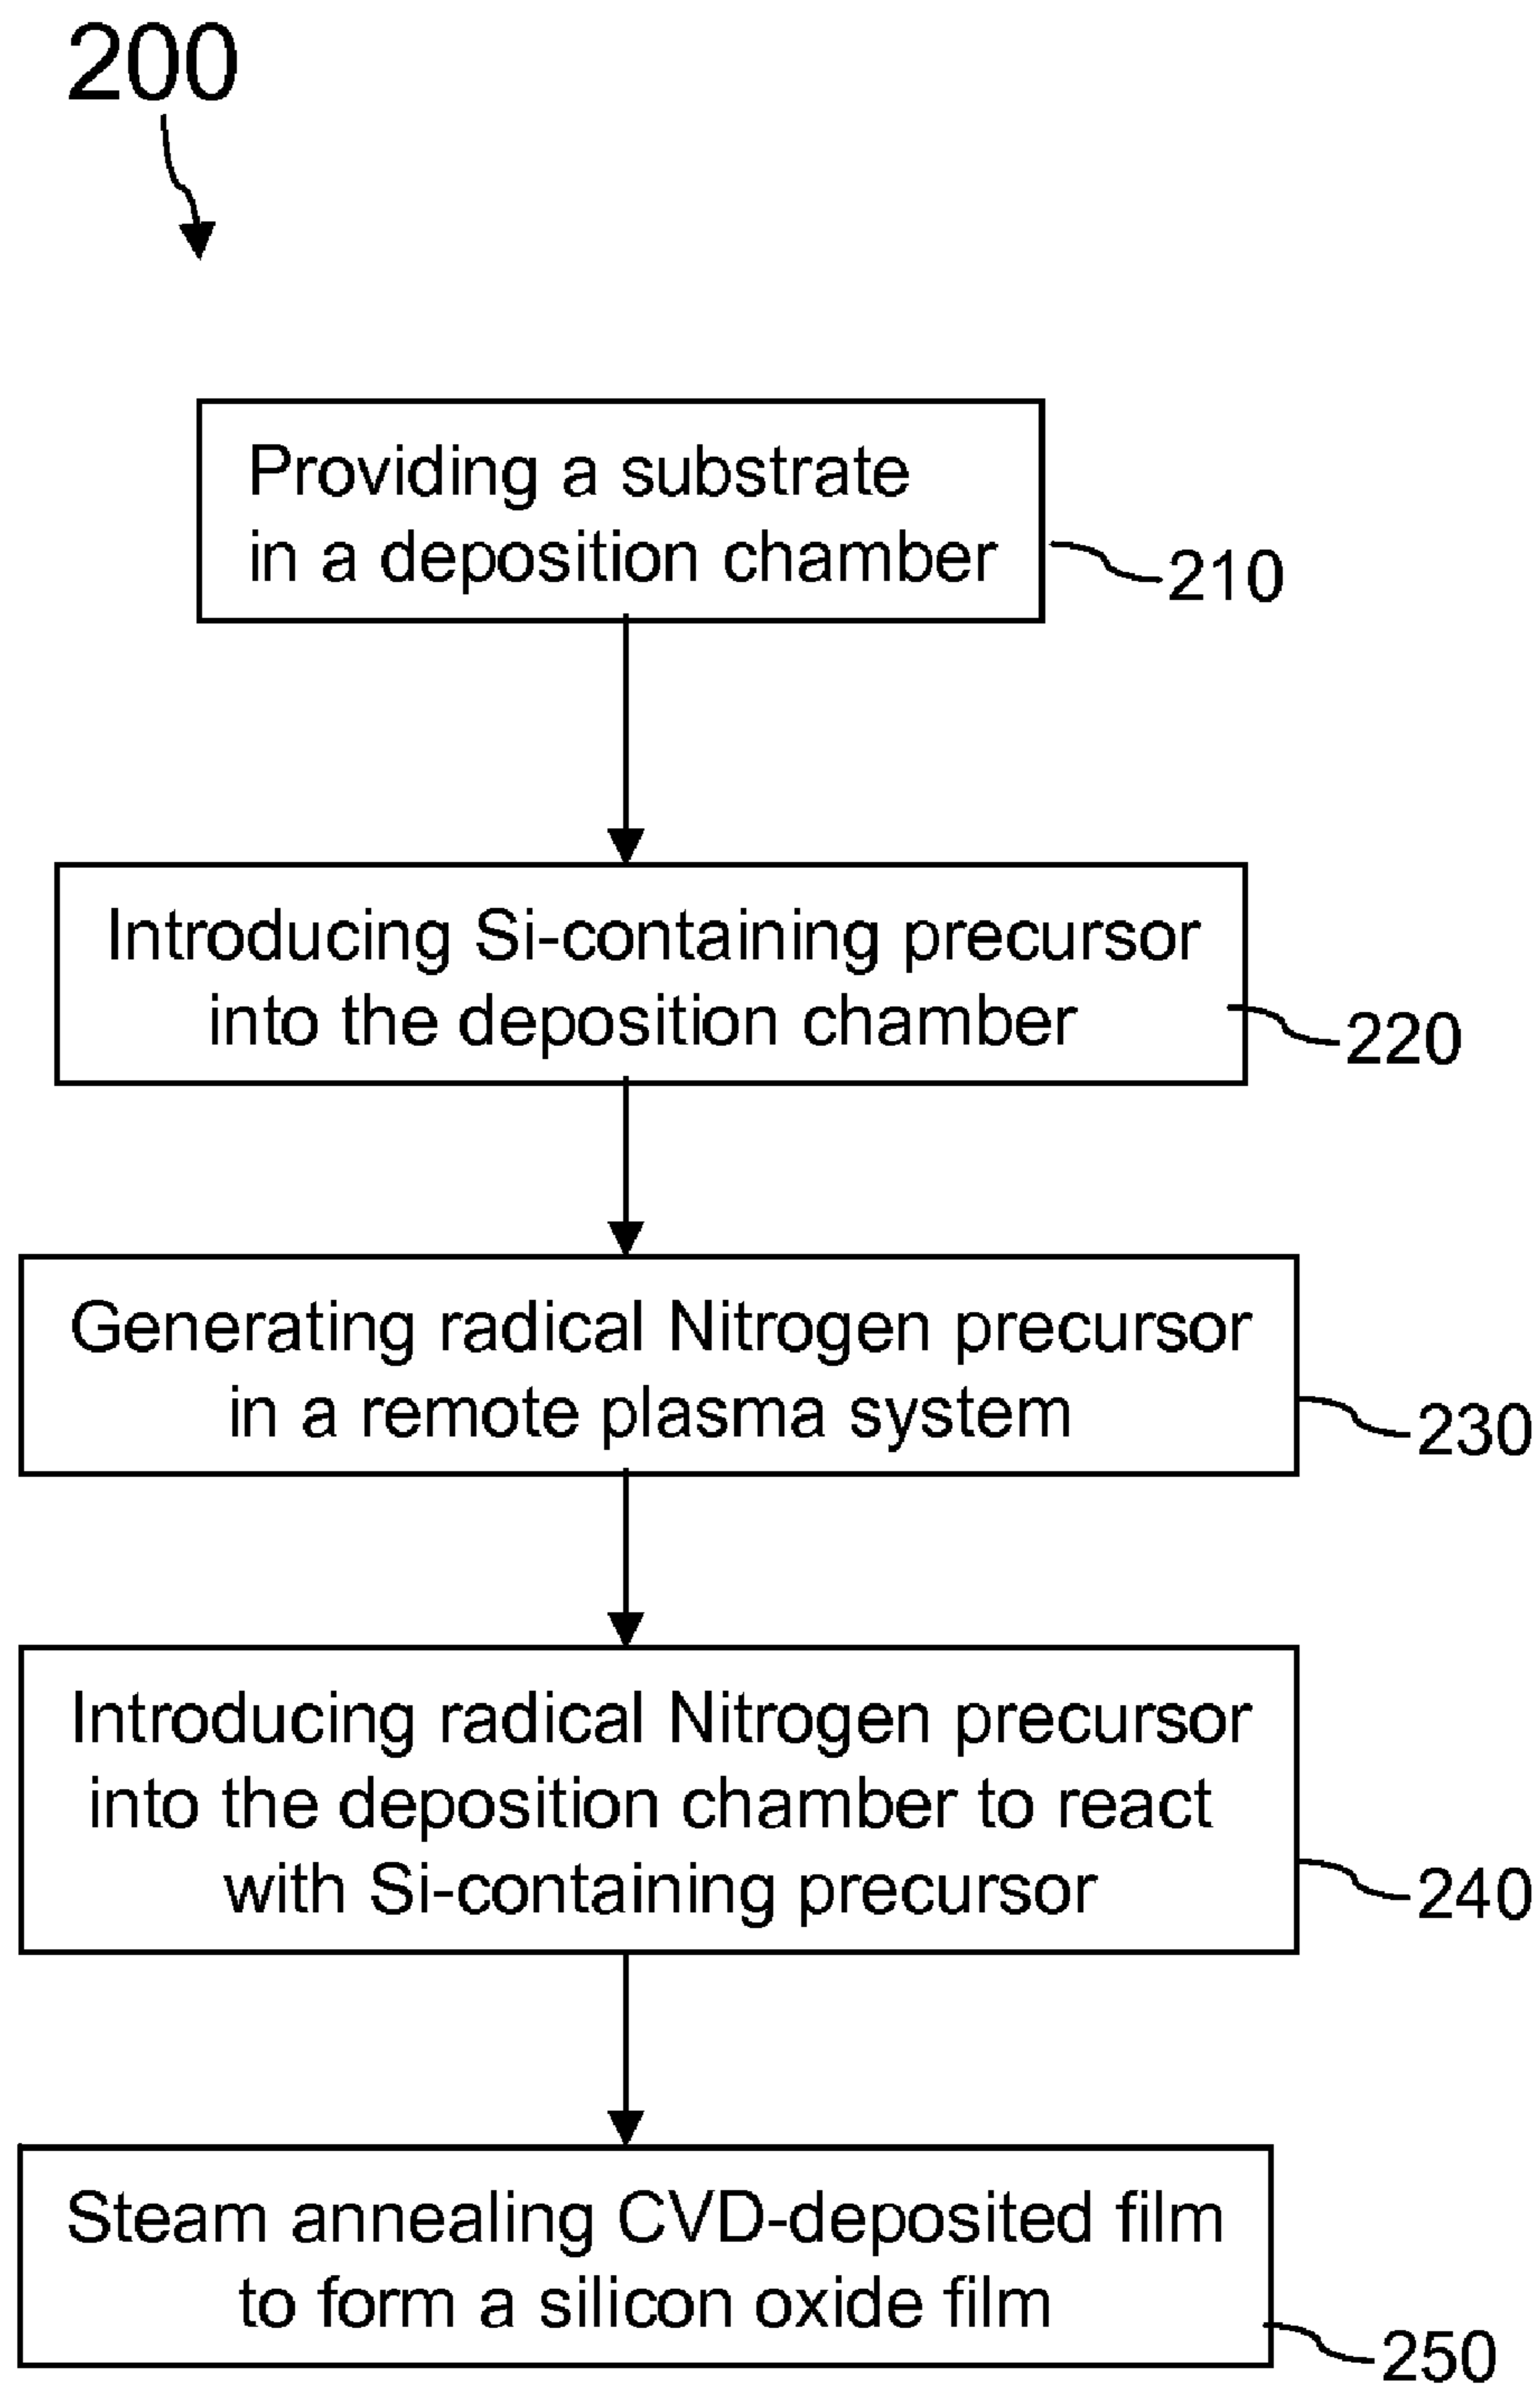 200
Providing a substrate
in a deposition chamber
210
Introducing Si-containing precursor
into the deposition chamber
220
Generating radical Nitrogen precursor
in a remote plasma system
230
Introducing radical Nitrogen precursor
into the deposition chamber to react
with Si-containing precursor
240
Steam annealing CVD-deposited film
to form a silicon oxide film
250